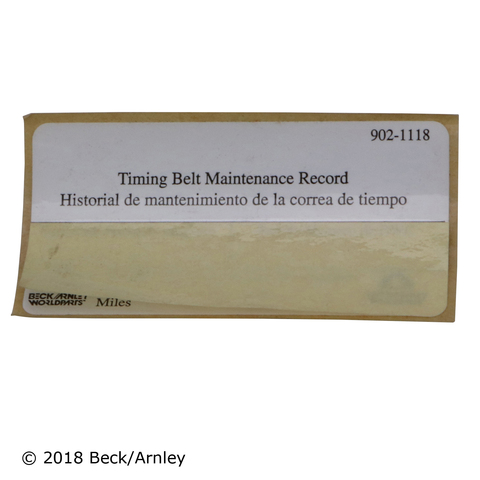 902-1118
Timing Belt Maintenance Record
Historial de mantenimiento de la correa de tiempo
BECK/ARNLEY
WORLDPARTS
Miles
© 2018 Beck/Arnley